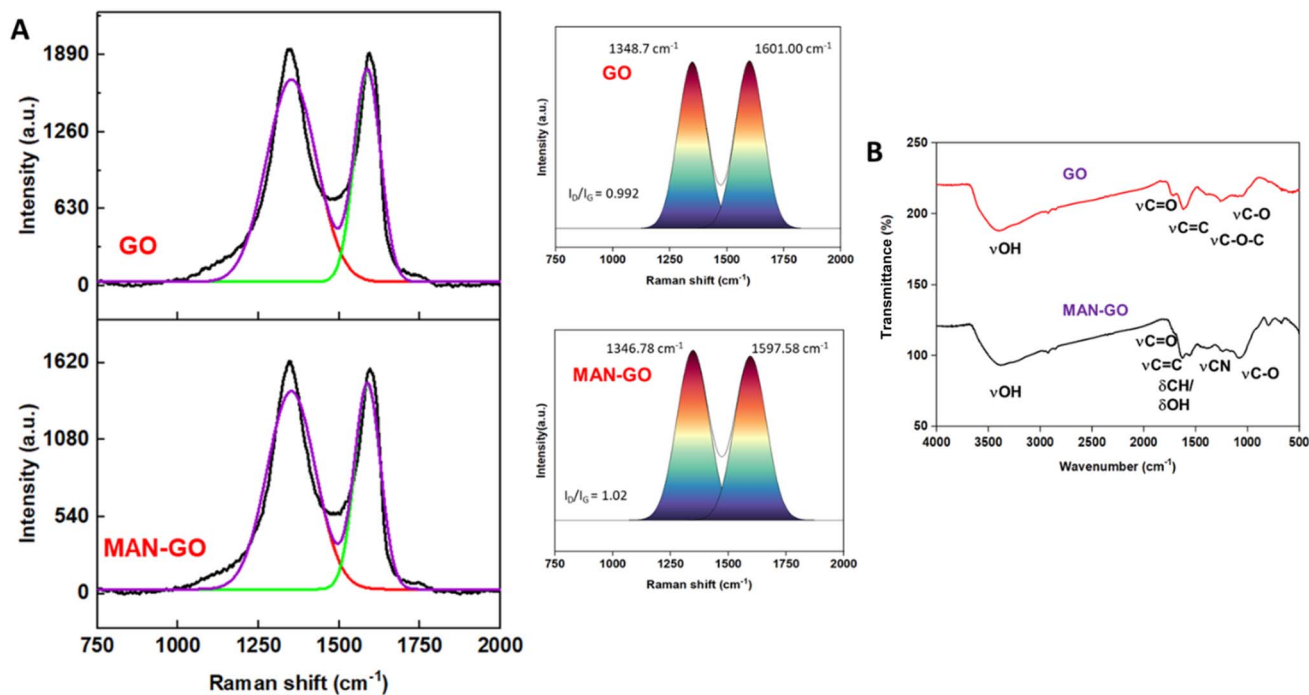 A
Intensity (a.u.)
1890
1260
630
0
GO
Intensity (a.u.)
1620
1080
540
0
MAN-GO
750 1000 1250 1500 1750 2000
Raman shift (cm⁻¹)
1348.7 cm⁻¹ 1601.00 cm⁻¹
GO
Intensity (a.u.)
I_D/I_G = 0.992
750 1000 1250 1500 1750 2000
Raman shift (cm⁻¹)
1346.78 cm⁻¹ 1597.58 cm⁻¹
MAN-GO
Intensity(a.u.)
I_D/I_G = 1.02
750 1000 1250 1500 1750 2000
Raman shift (cm⁻¹)
B
Transmittance (%)
250
200
150
100
50
GO
νOH
νC=O
νC=C
νC-O-C
νC-O
MAN-GO
νOH
νC=O
νC=C
δCH/
δOH
νCN
νC-O
4000 3500 3000 2500 2000 1500 1000 500
Wavenumber (cm⁻¹)